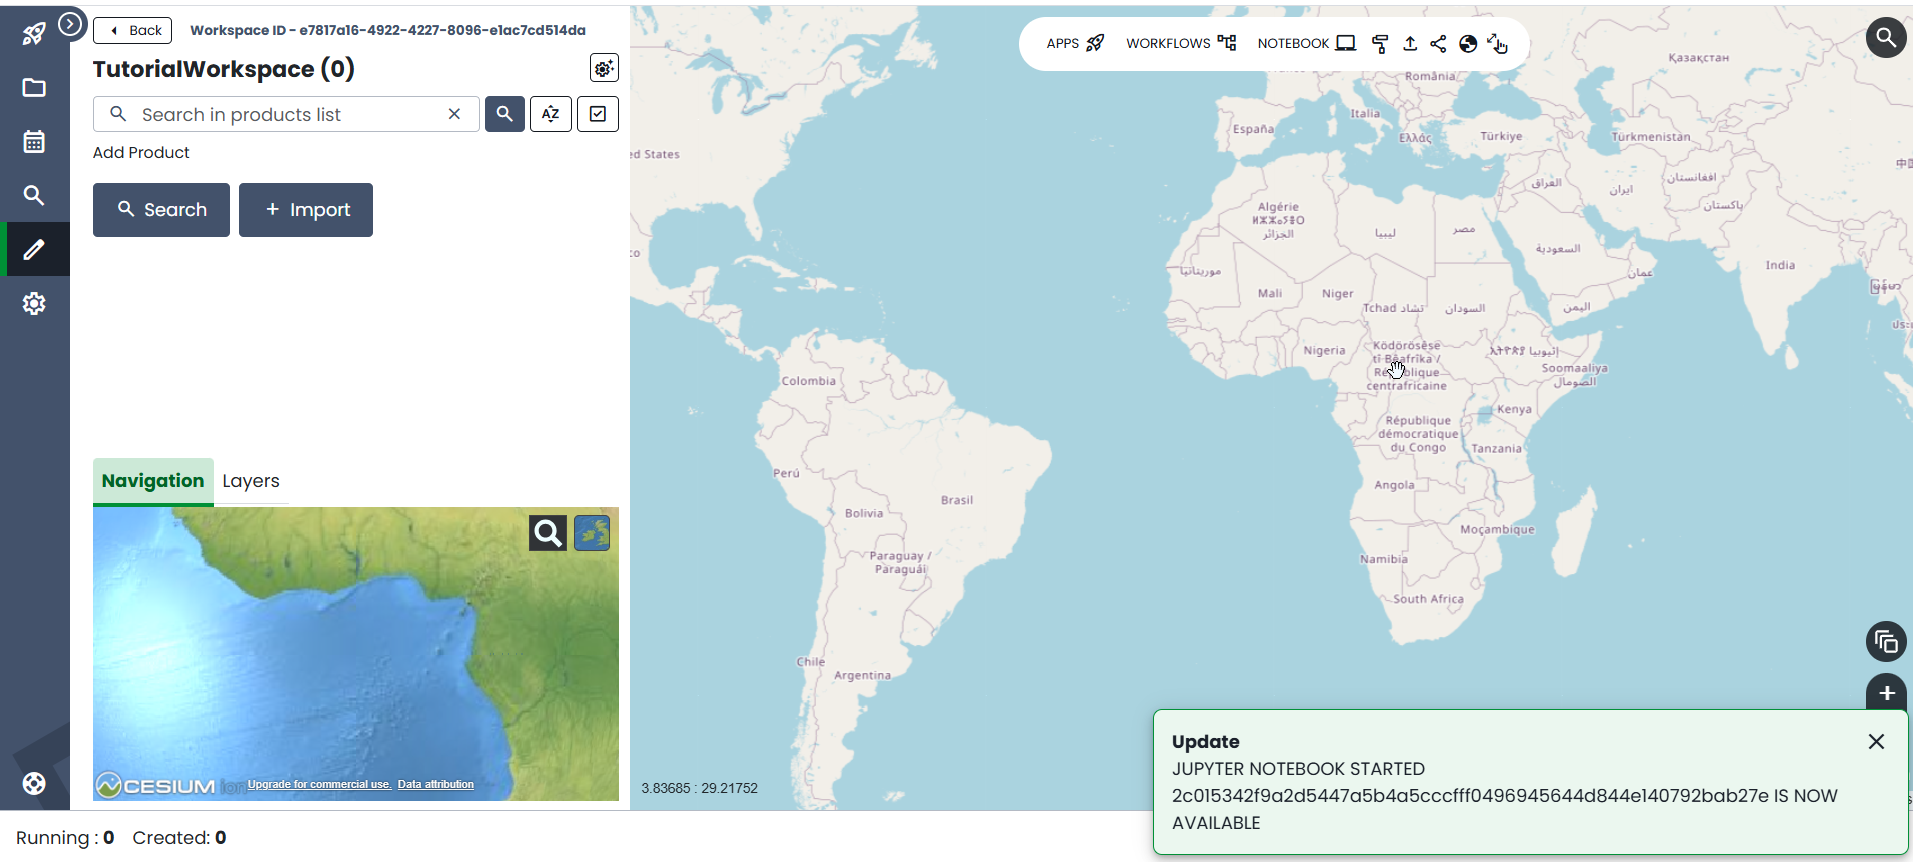 Back
Workspace ID - e7817a16-4922-4227-8096-e1ac7cd514da
TutorialWorkspace (0)
Search in products list
AZ
Add Product
Search
Import
Navigation
Layers
CESIUM ion
Upgrade for commercial use.
Data attribution
Running : 0
Created: 0
APPS
WORKFLOWS
NOTEBOOK
Қазақстан
România
Italia
España
Ελλάς
Türkiye
Türkmenistan
ed States
العراق
ایران
افغانستان
پاکستان
Algérie
الجزائر
ليبيا
مصر
السعودية
عمان
India
موريتانيا
Mali
Niger
Tchad تشاد
السودان
اليمن
Nigeria
Ködörösêse
tî Bêafrîka /
République
centrafricaine
Soomaaliya
الصومال
Colombia
Kenya
République
démocratique
du Congo
Tanzania
Perú
Angola
Brasil
Bolivia
Moçambique
Paraguay /
Paraguái
Namibia
South Africa
Chile
Argentina
3.83685 : 29.21752
Update
JUPYTER NOTEBOOK STARTED
2c015342f9a2d5447a5b4a5cccfff0496945644d844e140792bab27e IS NOW
AVAILABLE